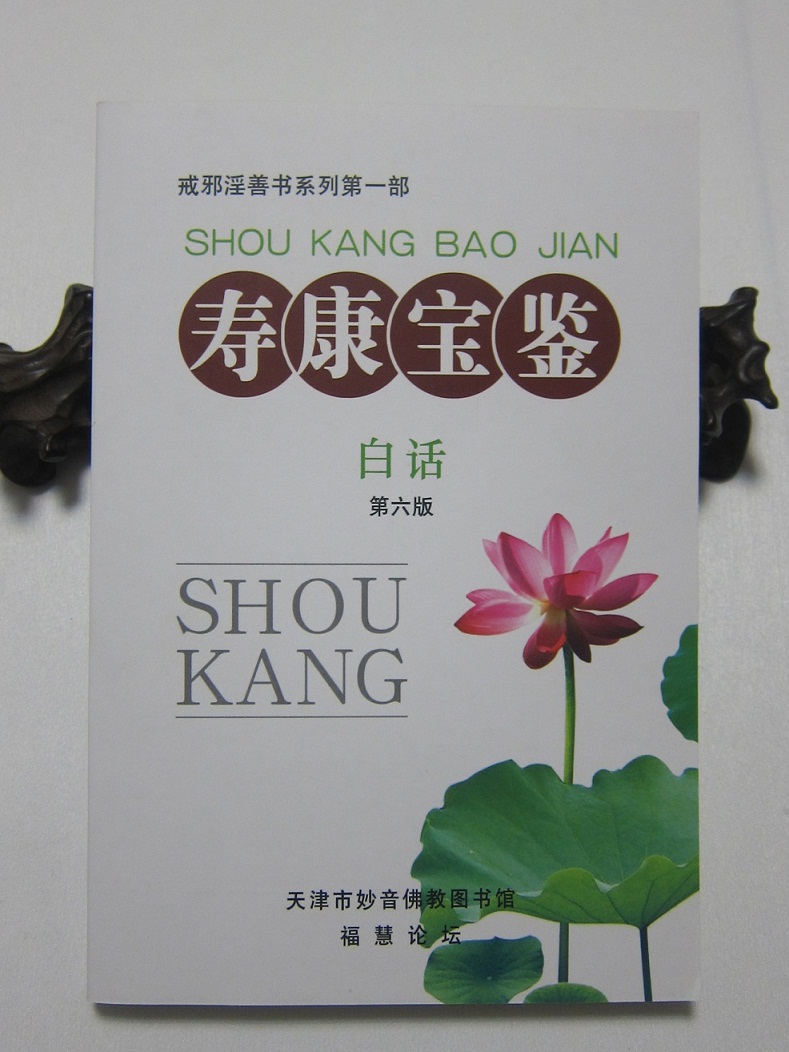 戒邪淫善书系列第一部
SHOU KANG BAO JIAN
寿康宝鉴
白话
第六版
SHOU
KANG
天津市妙音佛教图书馆
福慧论坛